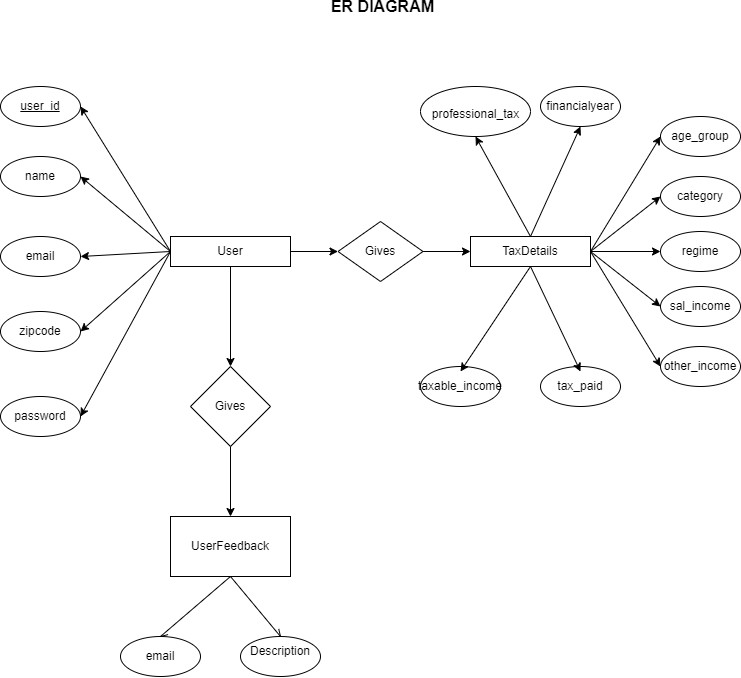 ER DIAGRAM
user_id
professional_tax
financialyear
age_group
name
category
email
User
Gives
TaxDetails
regime
sal_income
zipcode
other_income
taxable_income
tax_paid
password
Gives
UserFeedback
email
Description